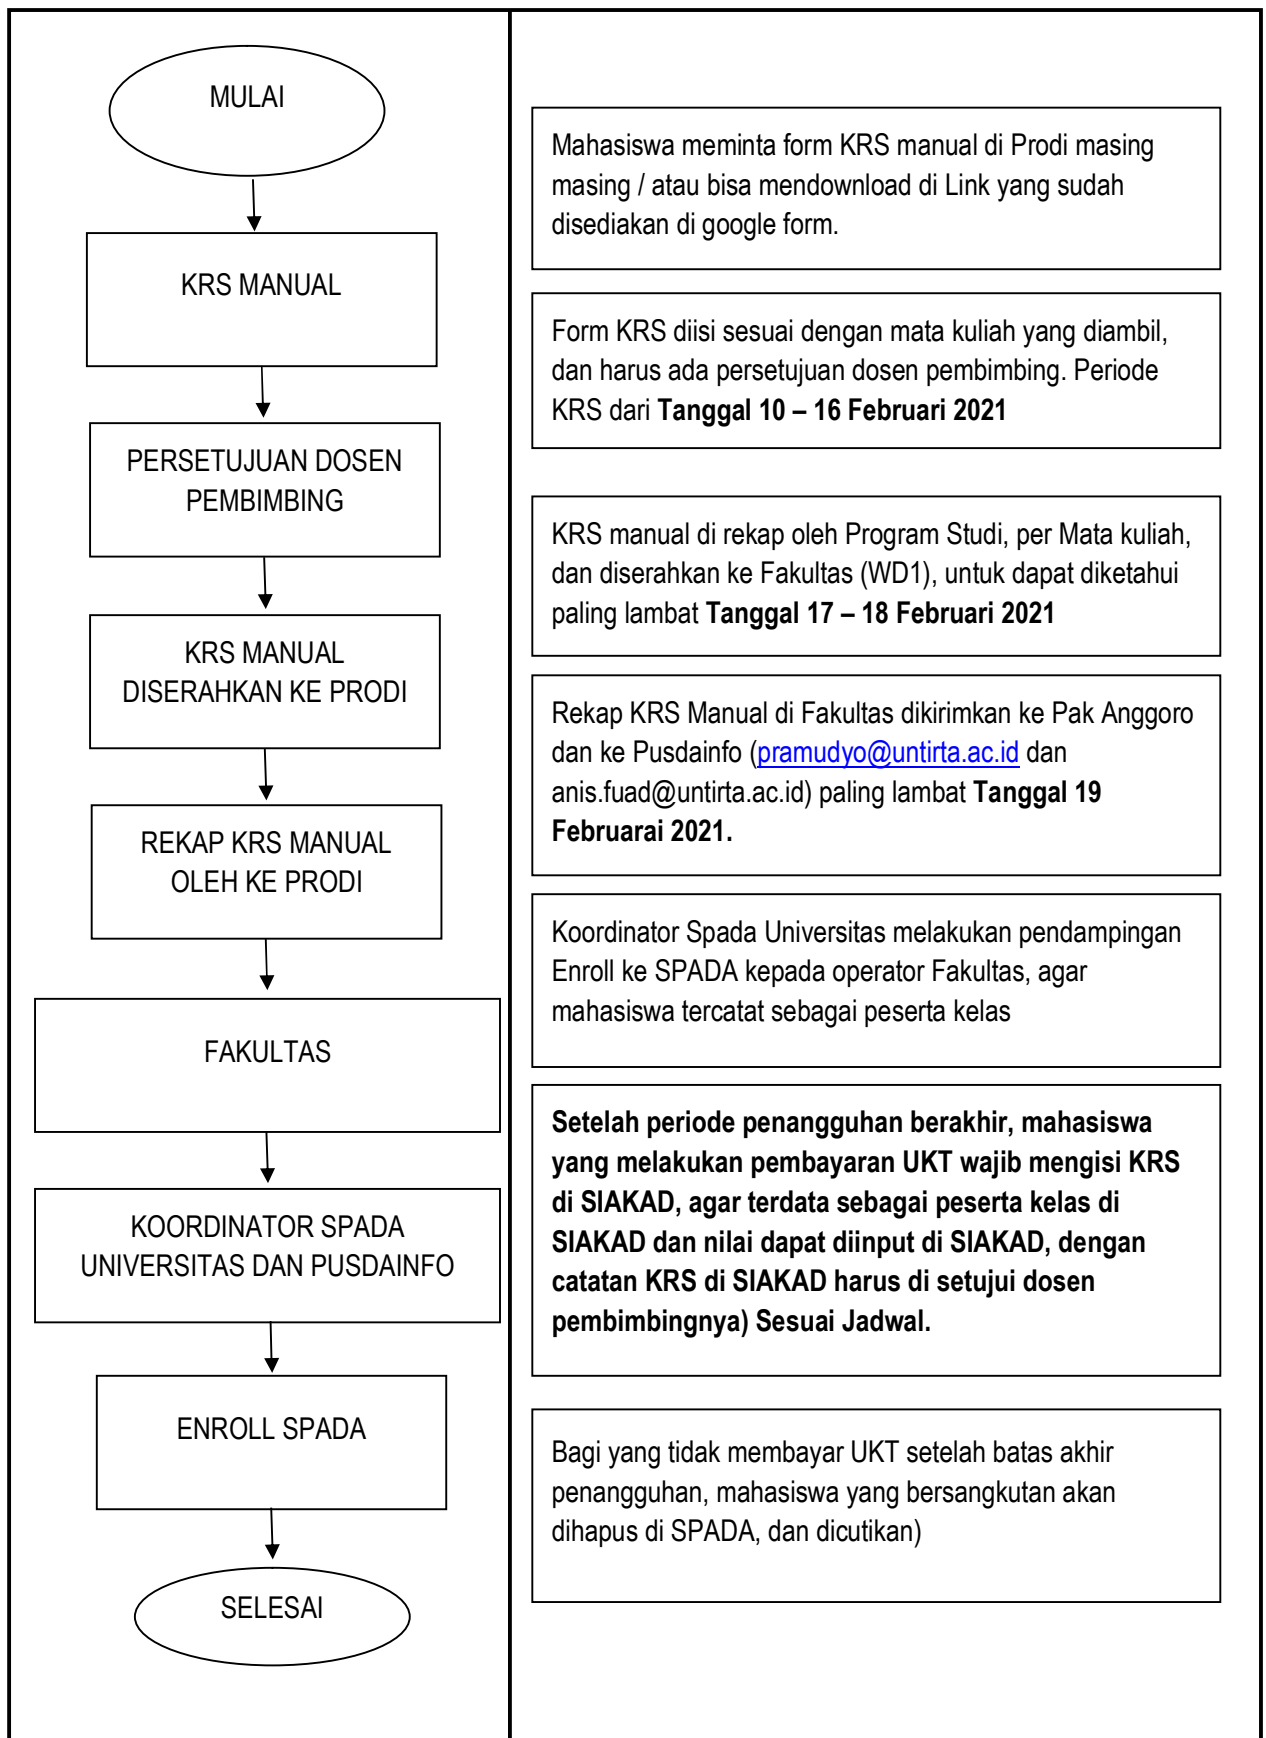 MULAI
KRS MANUAL
PERSETUJUAN DOSEN
PEMBIMBING
KRS MANUAL
DISERAHKAN KE PRODI
REKAP KRS MANUAL
OLEH KE PRODI
FAKULTAS
KOORDINATOR SPADA
UNIVERSITAS DAN PUSDAINFO
ENROLL SPADA
SELESAI
Mahasiswa meminta form KRS manual di Prodi masing
masing / atau bisa mendownload di Link yang sudah
disediakan di google form.
Form KRS diisi sesuai dengan mata kuliah yang diambil,
dan harus ada persetujuan dosen pembimbing. Periode
KRS dari Tanggal 10 – 16 Februari 2021
KRS manual di rekap oleh Program Studi, per Mata kuliah,
dan diserahkan ke Fakultas (WD1), untuk dapat diketahui
paling lambat Tanggal 17 – 18 Februari 2021
Rekap KRS Manual di Fakultas dikirimkan ke Pak Anggoro
dan ke Pusdainfo (pramudyo@untirta.ac.id dan
anis.fuad@untirta.ac.id) paling lambat Tanggal 19
Februarai 2021.
Koordinator Spada Universitas melakukan pendampingan
Enroll ke SPADA kepada operator Fakultas, agar
mahasiswa tercatat sebagai peserta kelas
Setelah periode penangguhan berakhir, mahasiswa
yang melakukan pembayaran UKT wajib mengisi KRS
di SIAKAD, agar terdata sebagai peserta kelas di
SIAKAD dan nilai dapat diinput di SIAKAD, dengan
catatan KRS di SIAKAD harus di setujui dosen
pembimbingnya) Sesuai Jadwal.
Bagi yang tidak membayar UKT setelah batas akhir
penangguhan, mahasiswa yang bersangkutan akan
dihapus di SPADA, dan dicutikan)